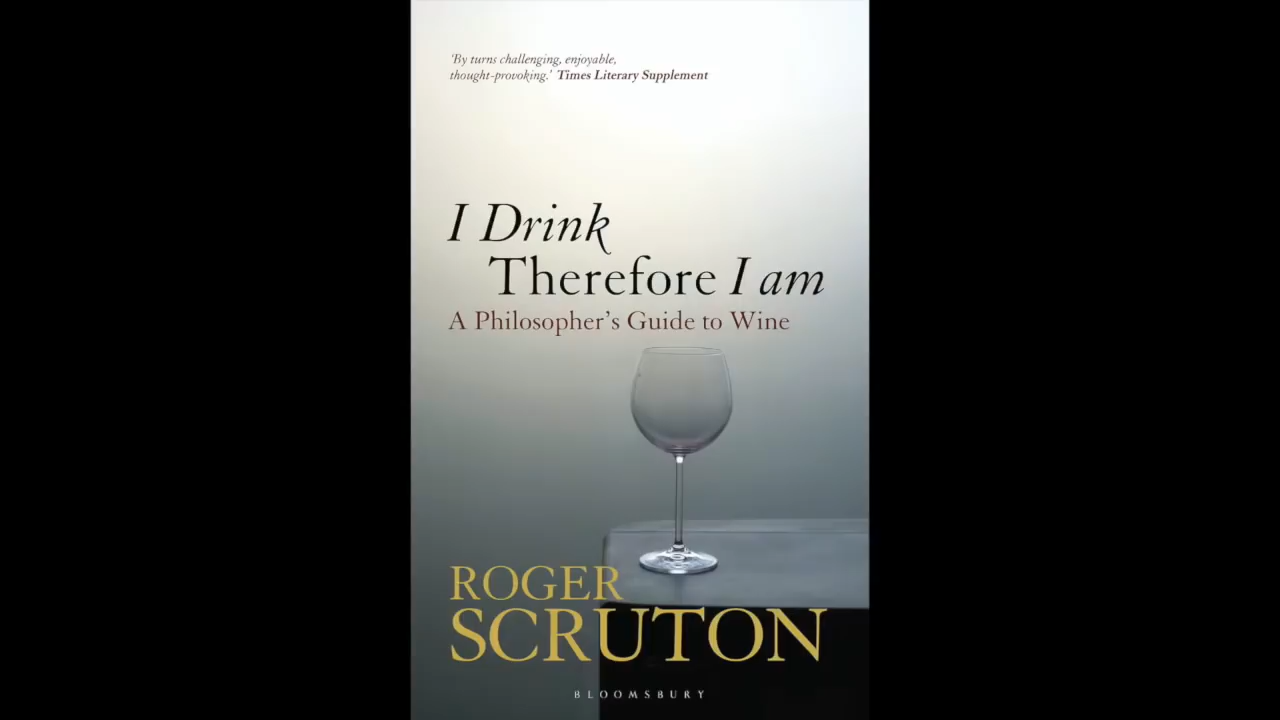 ‘By turns challenging, enjoyable,
thought-provoking.’ Times Literary Supplement
I Drink
Therefore I am
A Philosopher’s Guide to Wine
ROGER
SCRUTON
BLOOMSBURY